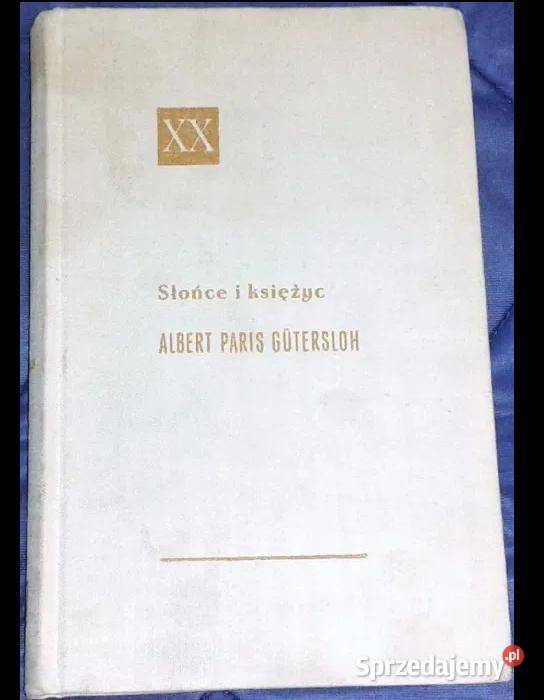 XX
Słońce i księżyc
ALBERT PARIS GÜTERSLOH
Sprzedajemy.pl